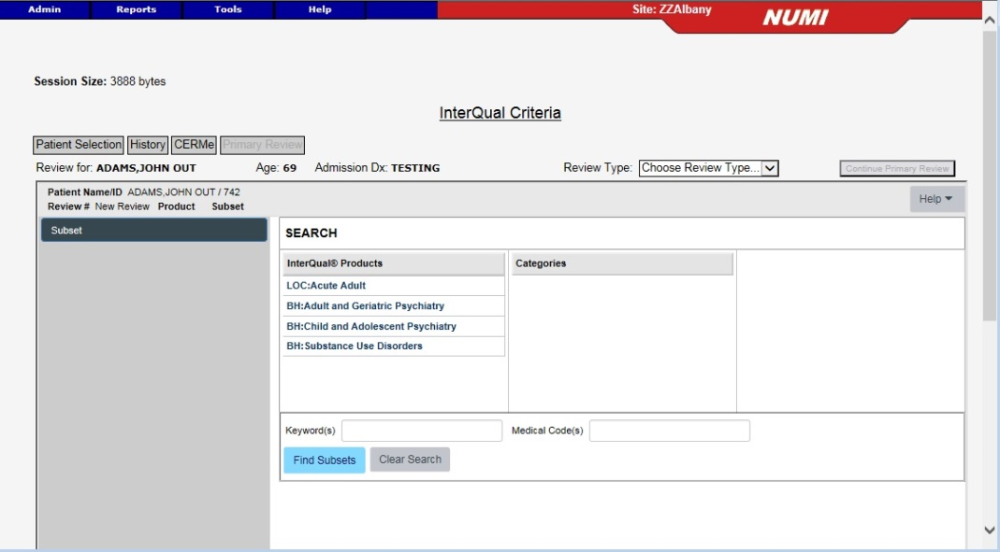 Admin Reports Tools Help Site: ZZAlbany NUMI
Session Size: 3888 bytes
InterQual Criteria
Patient Selection History CERMe Primary Review
Review for: ADAMS,JOHN OUT Age: 69 Admission Dx: TESTING Review Type: Choose Review Type... Continue Primary Review
Patient Name/ID ADAMS,JOHN OUT / 742
Review # New Review Product Subset
Help
Subset
SEARCH
InterQual® Products Categories
LOC:Acute Adult
BH:Adult and Geriatric Psychiatry
BH:Child and Adolescent Psychiatry
BH:Substance Use Disorders
Keyword(s) Medical Code(s)
Find Subsets Clear Search